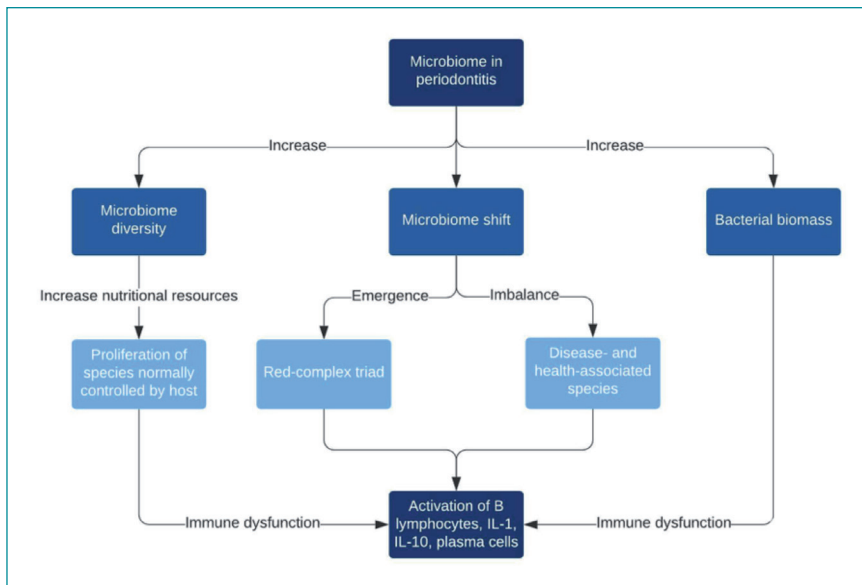 Microbiome in
periodontitis
Increase
Increase
Microbiome
diversity
Microbiome shift
Bacterial biomass
Increase nutritional resources
Emergence
Imbalance
Proliferation of
species normally
controlled by host
Red-complex triad
Disease- and
health-associated
species
Immune dysfunction
Activation of B
lymphocytes, IL-1,
IL-10, plasma cells
Immune dysfunction